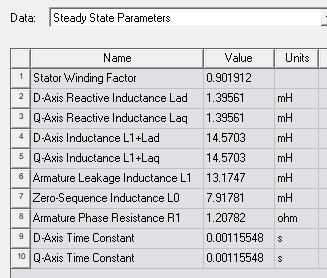 Data: Steady State Parameters
Name Value Units
1 Stator Winding Factor 0.901912
2 D-Axis Reactive Inductance Lad 1.39561 mH
3 Q-Axis Reactive Inductance Laq 1.39561 mH
4 D-Axis Inductance L1+Lad 14.5703 mH
5 Q-Axis Inductance L1+Laq 14.5703 mH
6 Armature Leakage Inductance L1 13.1747 mH
7 Zero-Sequence Inductance L0 7.91781 mH
8 Armature Phase Resistance R1 1.20782 ohm
9 D-Axis Time Constant 0.00115548 s
10 Q-Axis Time Constant 0.00115548 s